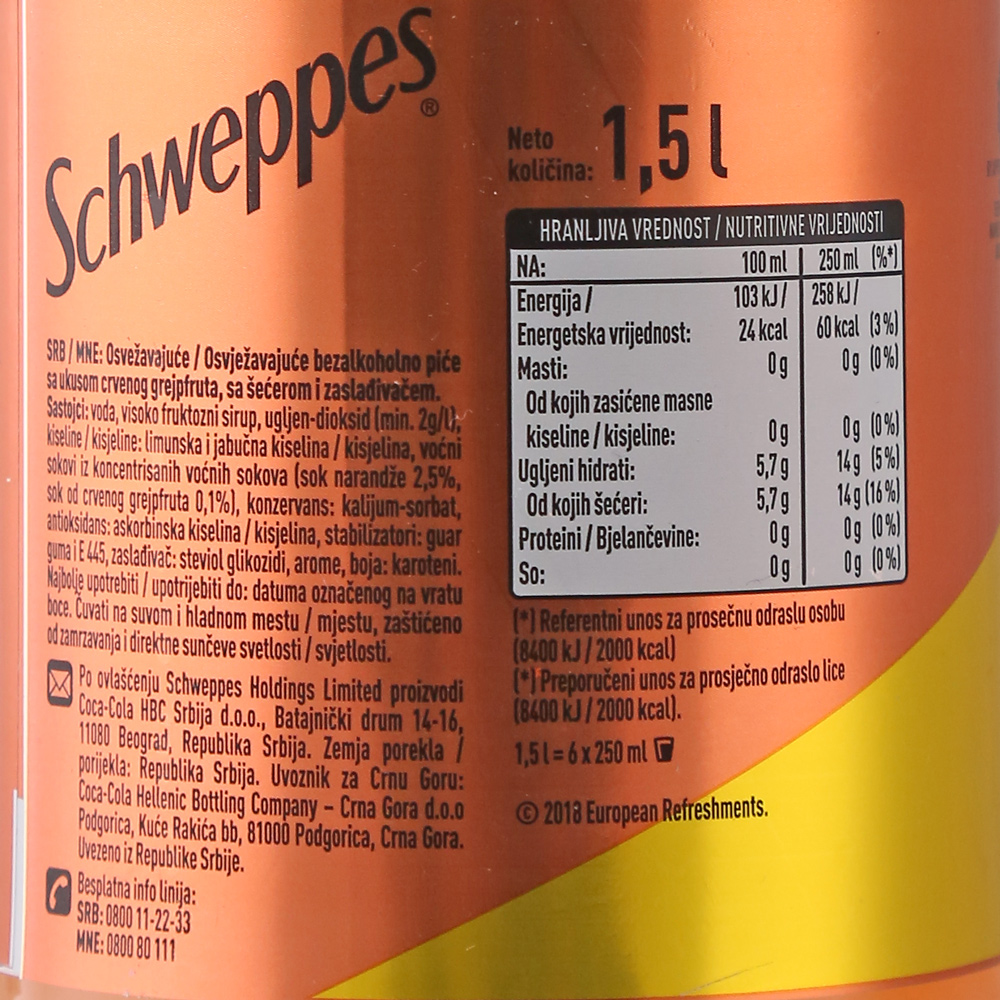 Schweppes®
SRB / MNE: Osvežavajuće / Osvježavajuće bezalkoholno piće
sa ukusom crvenog grejpfruta, sa šećerom i zaslađivačem.
Sastojci: voda, visoko fruktozni sirup, ugljen-dioksid (min. 2g/l),
kiseline / kisjeline: limunska i jabučna kiselina / kisjelina, voćni
sokovi iz koncentrisanih voćnih sokova (sok narandže 2,5%,
sok od crvenog grejpfruta 0,1%), konzervans: kalijum-sorbat,
antioksidans: askorbinska kiselina / kisjelina, stabilizatori: guar
guma i E 445, zaslađivač: steviol glikozidi, arome, boja: karoteni.
Najbolje upotrebiti / upotrijebiti do: datuma označenog na vratu
boce. Čuvati na suvom i hladnom mestu / mjestu, zaštićeno
od zamrzavanja i direktne sunčeve svetlosti / svjetlosti.
Po ovlašćenju Schweppes Holdings Limited proizvodi
Coca-Cola HBC Srbija d.o.o., Batajnički drum 14-16,
11080 Beograd, Republika Srbija. Zemja porekla /
porijekla: Republika Srbija. Uvoznik za Crnu Goru:
Coca-Cola Hellenic Bottling Company – Crna Gora d.o.o
Podgorica, Kuće Rakića bb, 81000 Podgorica, Crna Gora.
Uvezeno iz Republike Srbije.
Besplatna info linija:
SRB: 0800 11-22-33
MNE: 0800 80 111
Neto
količina: 1,5 l
HRANLJIVA VREDNOST / NUTRITIVNE VRIJEDNOSTI
NA: 100 ml 250 ml (%*)
Energija / 103 kJ / 258 kJ /
Energetska vrijednost: 24 kcal 60 kcal (3%)
Masti: 0 g 0 g (0%)
Od kojih zasićene masne
kiseline / kisjeline: 0 g 0 g (0%)
Ugljeni hidrati: 5,7 g 14 g (5%)
Od kojih šećeri: 5,7 g 14 g (16%)
Proteini / Bjelančevine: 0 g 0 g (0%)
So: 0 g 0 g (0%)
(*) Referentni unos za prosečnu odraslu osobu
(8400 kJ / 2000 kcal)
(*) Preporučeni unos za prosječno odraslo lice
(8400 kJ / 2000 kcal).
1,5 l = 6 x 250 ml
© 2018 European Refreshments.